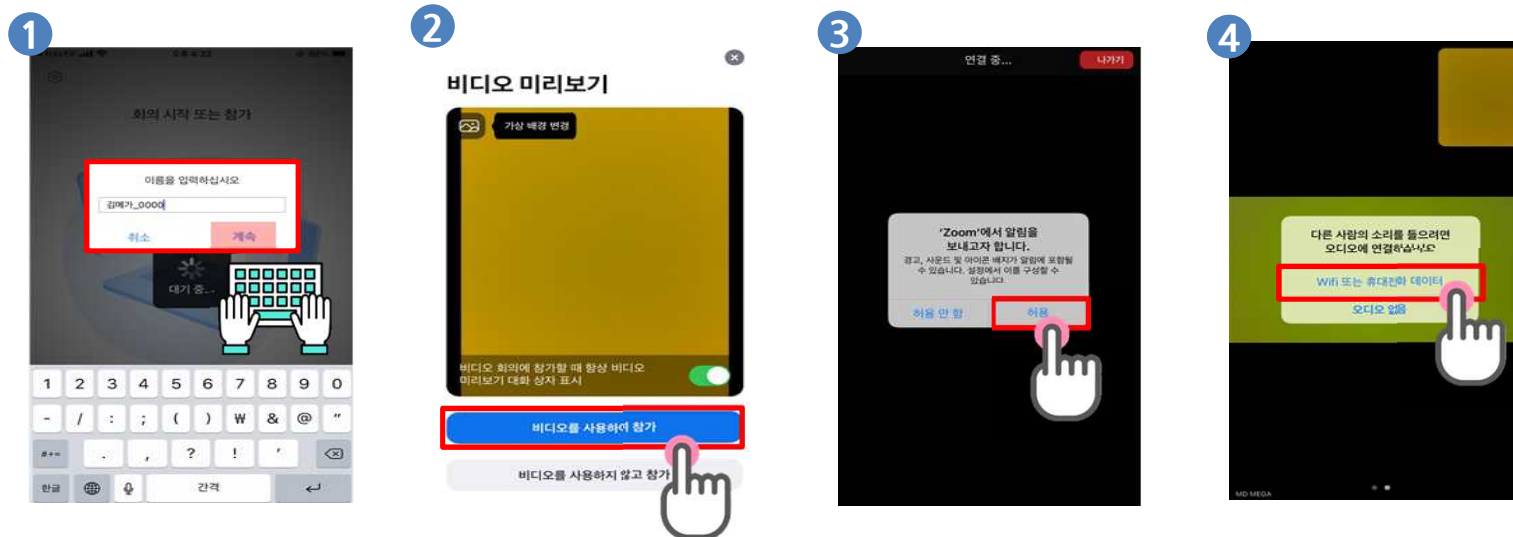 1
회의 시작 또는 참가
이름을 입력하십시오
김메가_0000
취소
계속
대기 중...
1 2 3 4 5 6 7 8 9 0
- / : ; ( ) ₩ & @ "
#+= . , ? ! '
한글
간격
2
비디오 미리보기
가상 배경 변경
비디오 회의에 참가할 때 항상 비디오
미리보기 대화 상자 표시
비디오를 사용하여 참가
비디오를 사용하지 않고 참가
3
연결 중...
나가기
'Zoom'에서 알림을
보내고자 합니다.
경고, 사운드 및 아이콘 배지가 알림에 포함될
수 있습니다. 설정에서 이를 구성할 수
있습니다.
허용 안 함
허용
4
다른 사람의 소리를 들으려면
오디오에 연결하십시오
Wifi 또는 휴대전화 데이터
오디오 없음
MD MEGA